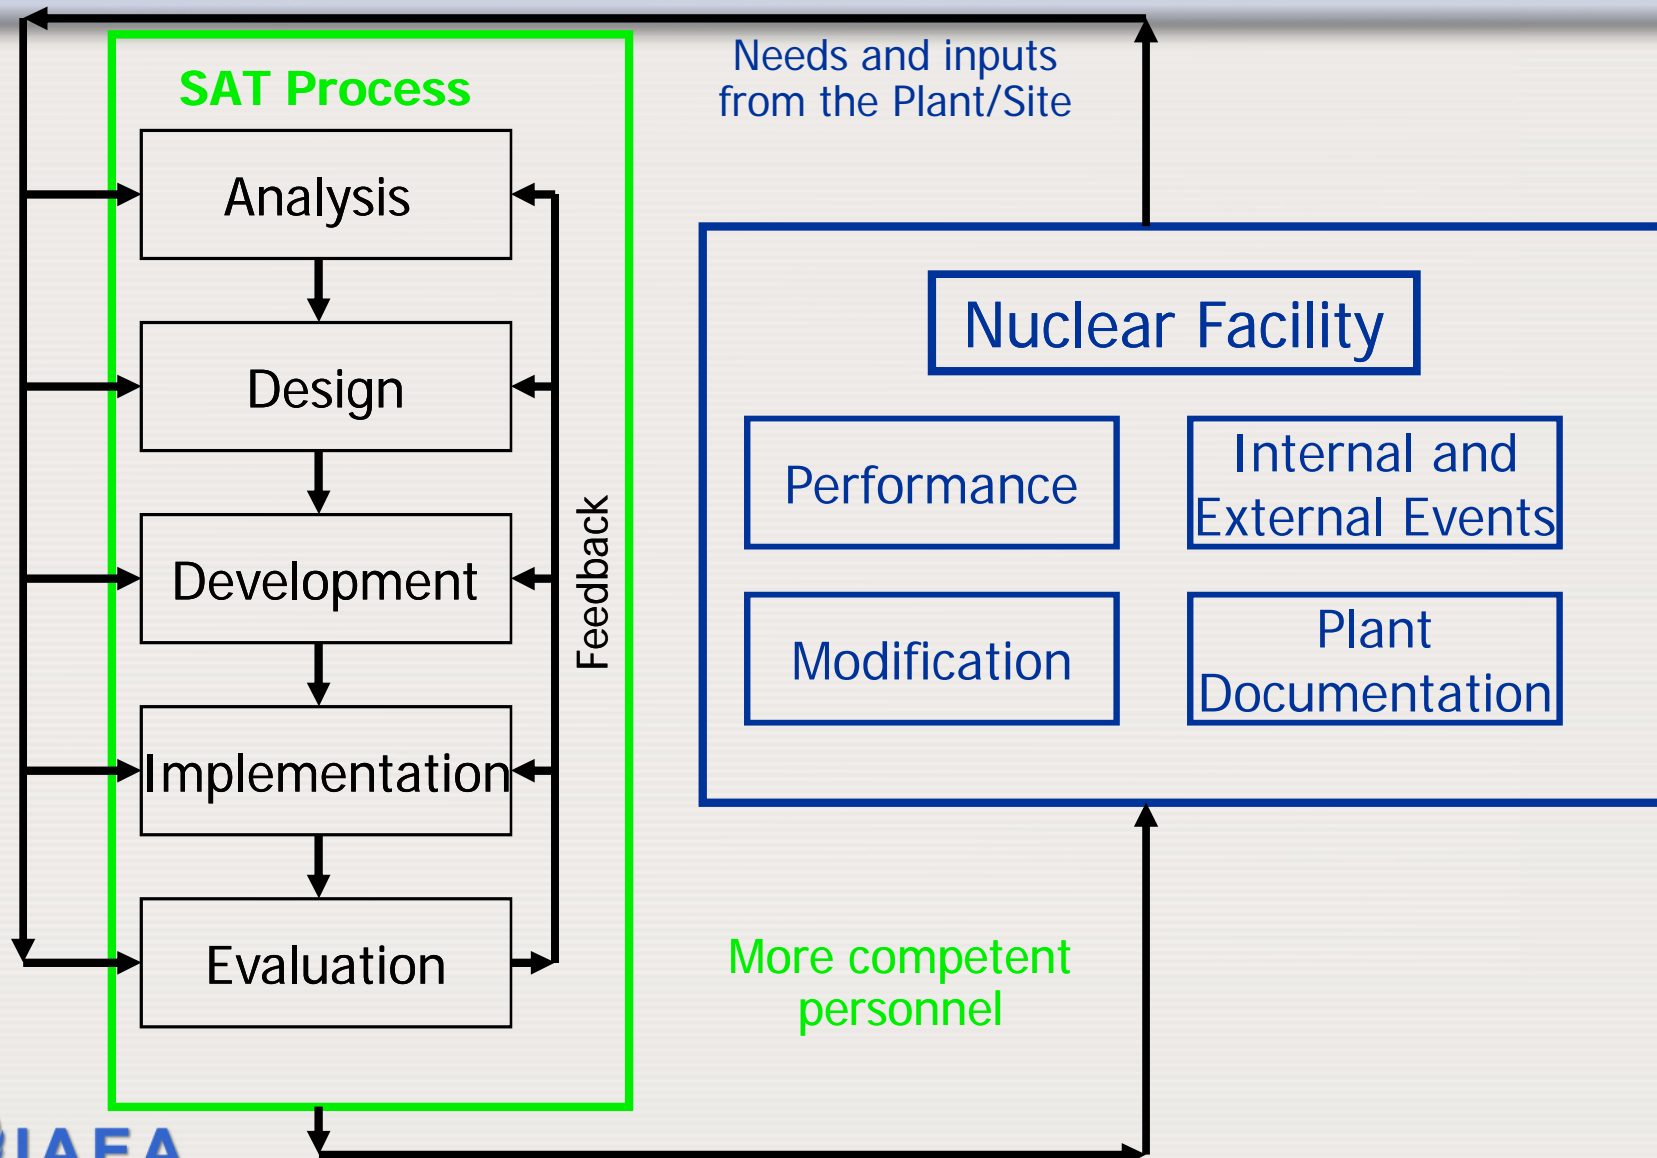 SAT Process
Analysis
Design
Development
Implementation
Evaluation
Feedback
Needs and inputs
from the Plant/Site
Nuclear Facility
Performance
Internal and
External Events
Modification
Plant
Documentation
More competent
personnel
IAEA